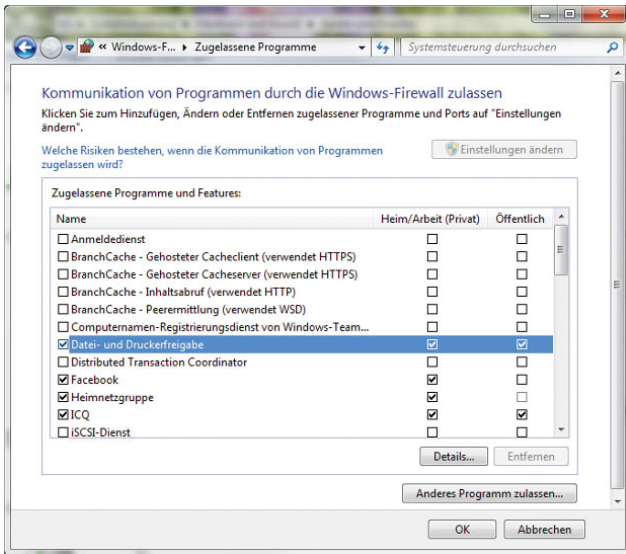 « Windows-F... ▸ Zugelassene Programme
Systemsteuerung durchsuchen
Kommunikation von Programmen durch die Windows-Firewall zulassen
Klicken Sie zum Hinzufügen, Ändern oder Entfernen zugelassener Programme und Ports auf "Einstellungen
ändern".
Welche Risiken bestehen, wenn die Kommunikation von Programmen
zugelassen wird?
Einstellungen ändern
Zugelassene Programme und Features:
Name Heim/Arbeit (Privat) Öffentlich
Anmeldedienst
BranchCache - Gehosteter Cacheclient (verwendet HTTPS)
BranchCache - Gehosteter Cacheserver (verwendet HTTPS)
BranchCache - Inhaltsabruf (verwendet HTTP)
BranchCache - Peerermittlung (verwendet WSD)
Computernamen-Registrierungsdienst von Windows-Team...
Datei- und Druckerfreigabe
Distributed Transaction Coordinator
Facebook
Heimnetzgruppe
ICQ
iSCSI-Dienst
Details... Entfernen
Anderes Programm zulassen...
OK Abbrechen